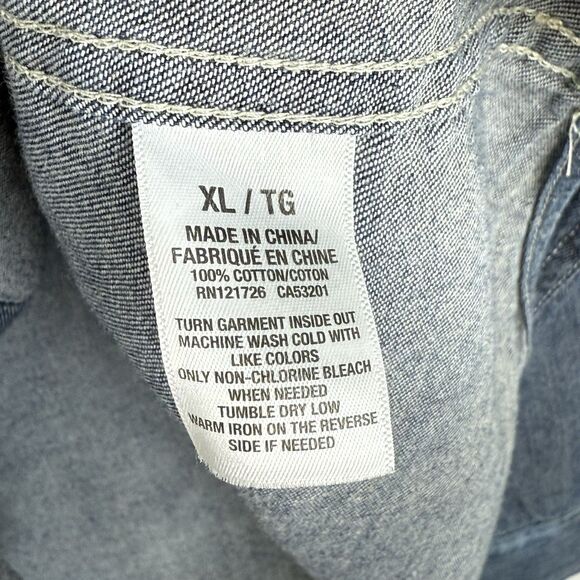 XL / TG
MADE IN CHINA/
FABRIQUÉ EN CHINE
100% COTTON/COTON
RN121726 CA53201
TURN GARMENT INSIDE OUT
MACHINE WASH COLD WITH
LIKE COLORS
ONLY NON-CHLORINE BLEACH
WHEN NEEDED
TUMBLE DRY LOW
WARM IRON ON THE REVERSE
SIDE IF NEEDED